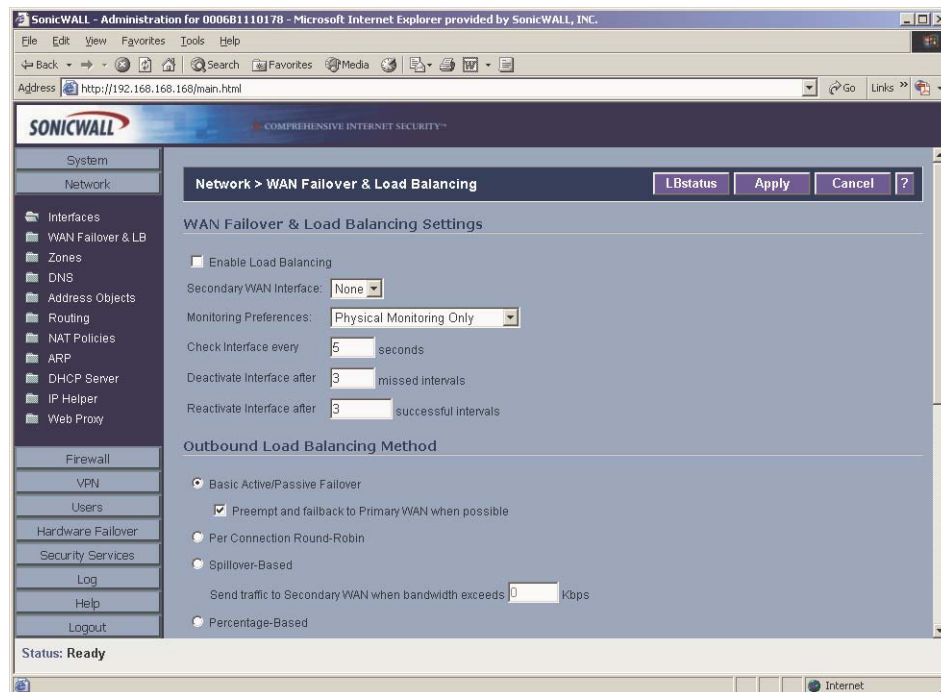 SonicWALL - Administration for 0006B1110178 - Microsoft Internet Explorer provided by SonicWALL, INC.
File Edit View Favorites Tools Help
Back Search Favorites Media
Address http://192.168.168.168/main.html Go Links »
SONICWALL COMPREHENSIVE INTERNET SECURITY™
System
Network
Interfaces
WAN Failover & LB
Zones
DNS
Address Objects
Routing
NAT Policies
ARP
DHCP Server
IP Helper
Web Proxy
Firewall
VPN
Users
Hardware Failover
Security Services
Log
Help
Logout
Network > WAN Failover & Load Balancing LBstatus Apply Cancel ?
WAN Failover & Load Balancing Settings
Enable Load Balancing
Secondary WAN Interface: None
Monitoring Preferences: Physical Monitoring Only
Check Interface every 5 seconds
Deactivate Interface after 3 missed intervals
Reactivate Interface after 3 successful intervals
Outbound Load Balancing Method
Basic Active/Passive Failover
Preempt and failback to Primary WAN when possible
Per Connection Round-Robin
Spillover-Based
Send traffic to Secondary WAN when bandwidth exceeds 0 Kbps
Percentage-Based
Status: Ready
Internet